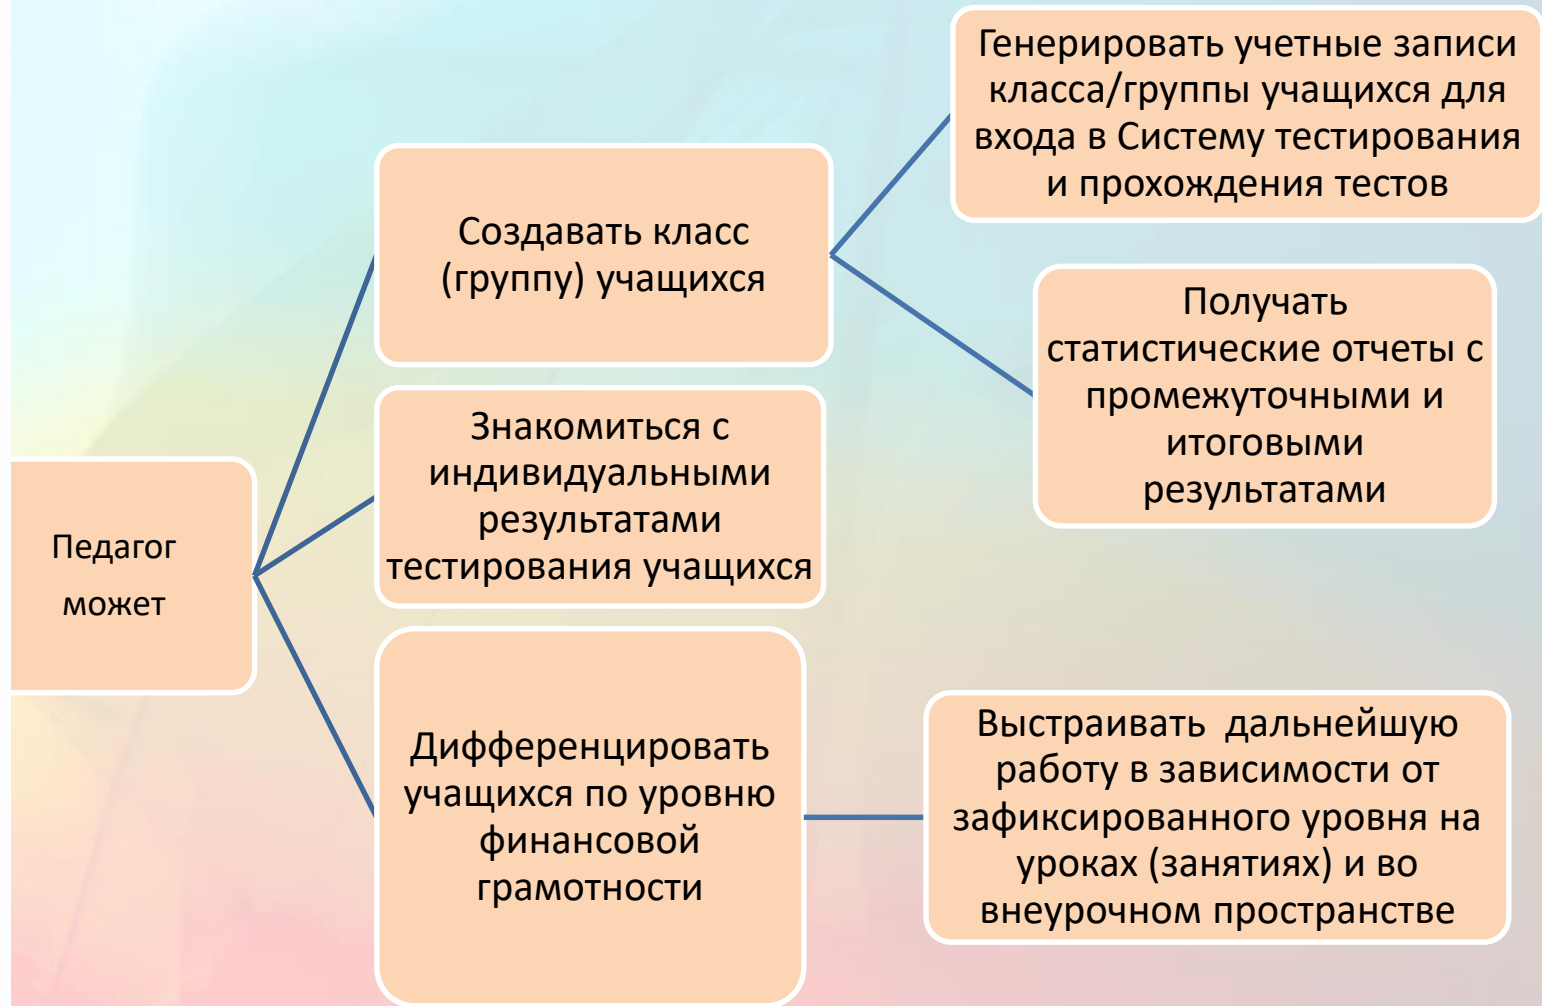 Педагог
может
Создавать класс
(группу) учащихся
Генерировать учетные записи
класса/группы учащихся для
входа в Систему тестирования
и прохождения тестов
Получать
статистические отчеты с
промежуточными и
итоговыми
результатами
Знакомиться с
индивидуальными
результатами
тестирования учащихся
Дифференцировать
учащихся по уровню
финансовой
грамотности
Выстраивать  дальнейшую
работу в зависимости от
зафиксированного уровня на
уроках (занятиях) и во
внеурочном пространстве